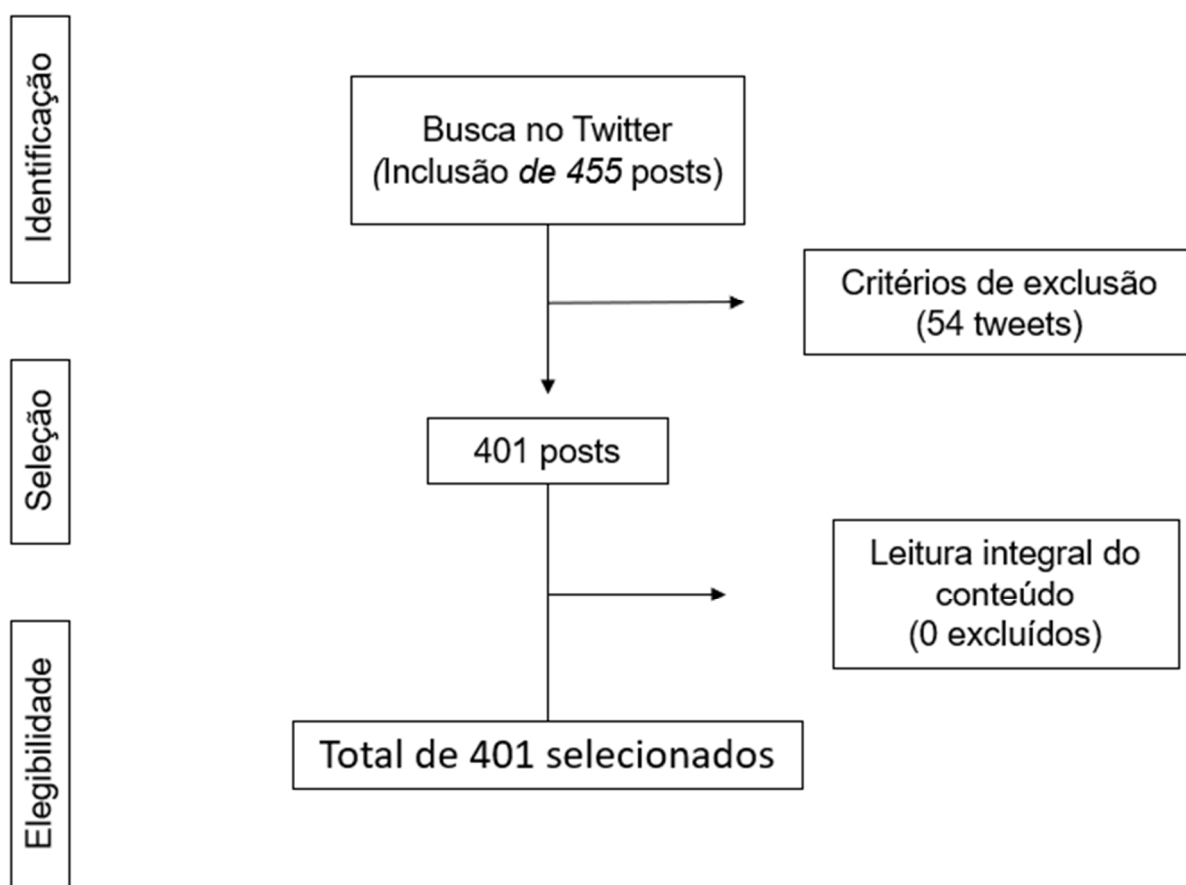 Identificação
Busca no Twitter
(Inclusão de 455 posts)
Critérios de exclusão
(54 tweets)
Seleção
401 posts
Leitura integral do
conteúdo
(0 excluídos)
Elegibilidade
Total de 401 selecionados